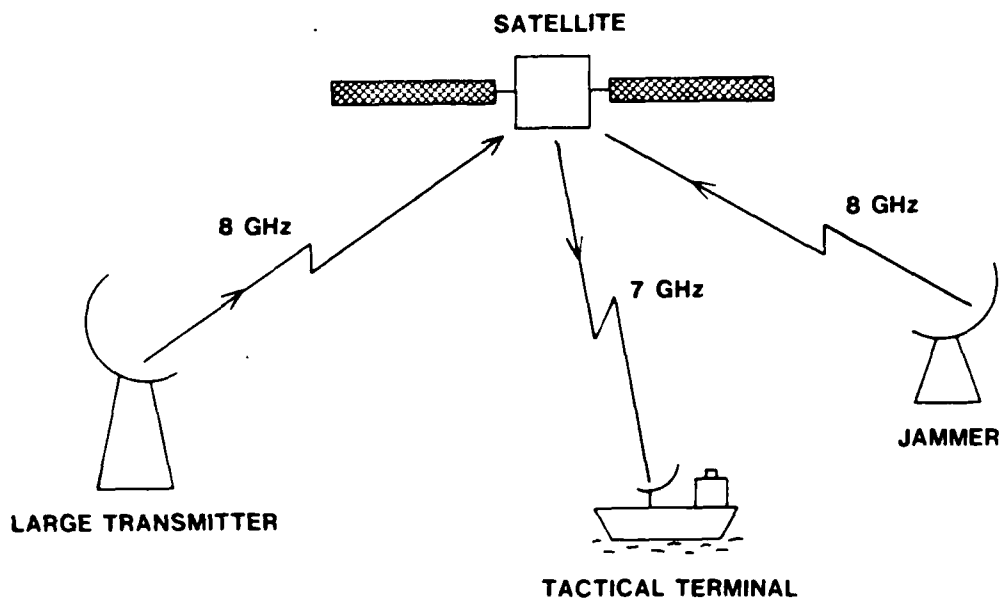 SATELLITE
8 GHz
8 GHz
7 GHz
JAMMER
LARGE TRANSMITTER
TACTICAL TERMINAL